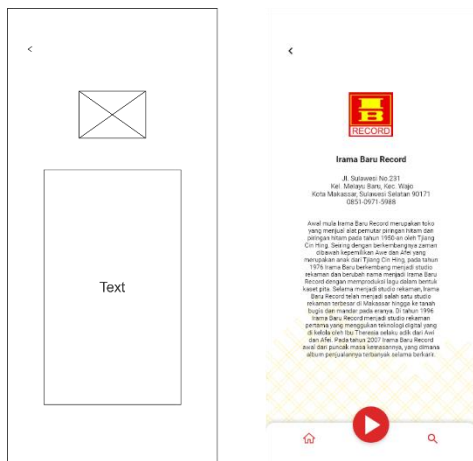 <
Text
<
IB
RECORD
Irama Baru Record
Jl. Sulawesi No.231
Kel. Melayu Baru, Kec. Wajo
Kota Makassar, Sulawesi Selatan 90171
0851-0971-5988
Awal mula Irama Baru Record merupakan toko
yang menjual alat pemutar piringan hitam dan
piringan hitam pada tahun 1950-an oleh Tjiang
Cin Hing. Seiring dengan berkembangnya zaman
dibawah kepemilikan Awe dan Afei yang
merupakan anak dari Tjiang Cin Hing, pada tahun
1976 Irama Baru berkembang menjadi studio
rekaman dan berubah nama menjadi Irama Baru
Record dengan memproduksi lagu dalam bentuk
kaset pita. Selama menjadi studio rekaman, Irama
Baru Record telah menjadi salah satu studio
rekaman terbesar di Makassar hingga ke tanah
bugis dan mandar pada eranya. Di tahun 1996
Irama Baru Record menjadi studio rekaman
pertama yang menggukan teknologi digital yang
di kelola oleh Ibu Theresia selaku adik dari Awi
dan Afei. Pada tahun 2007 Irama Baru Record
awal dari puncak masa keemasannya, yang dimana
album penjualannya terbanyak selama berkarir.